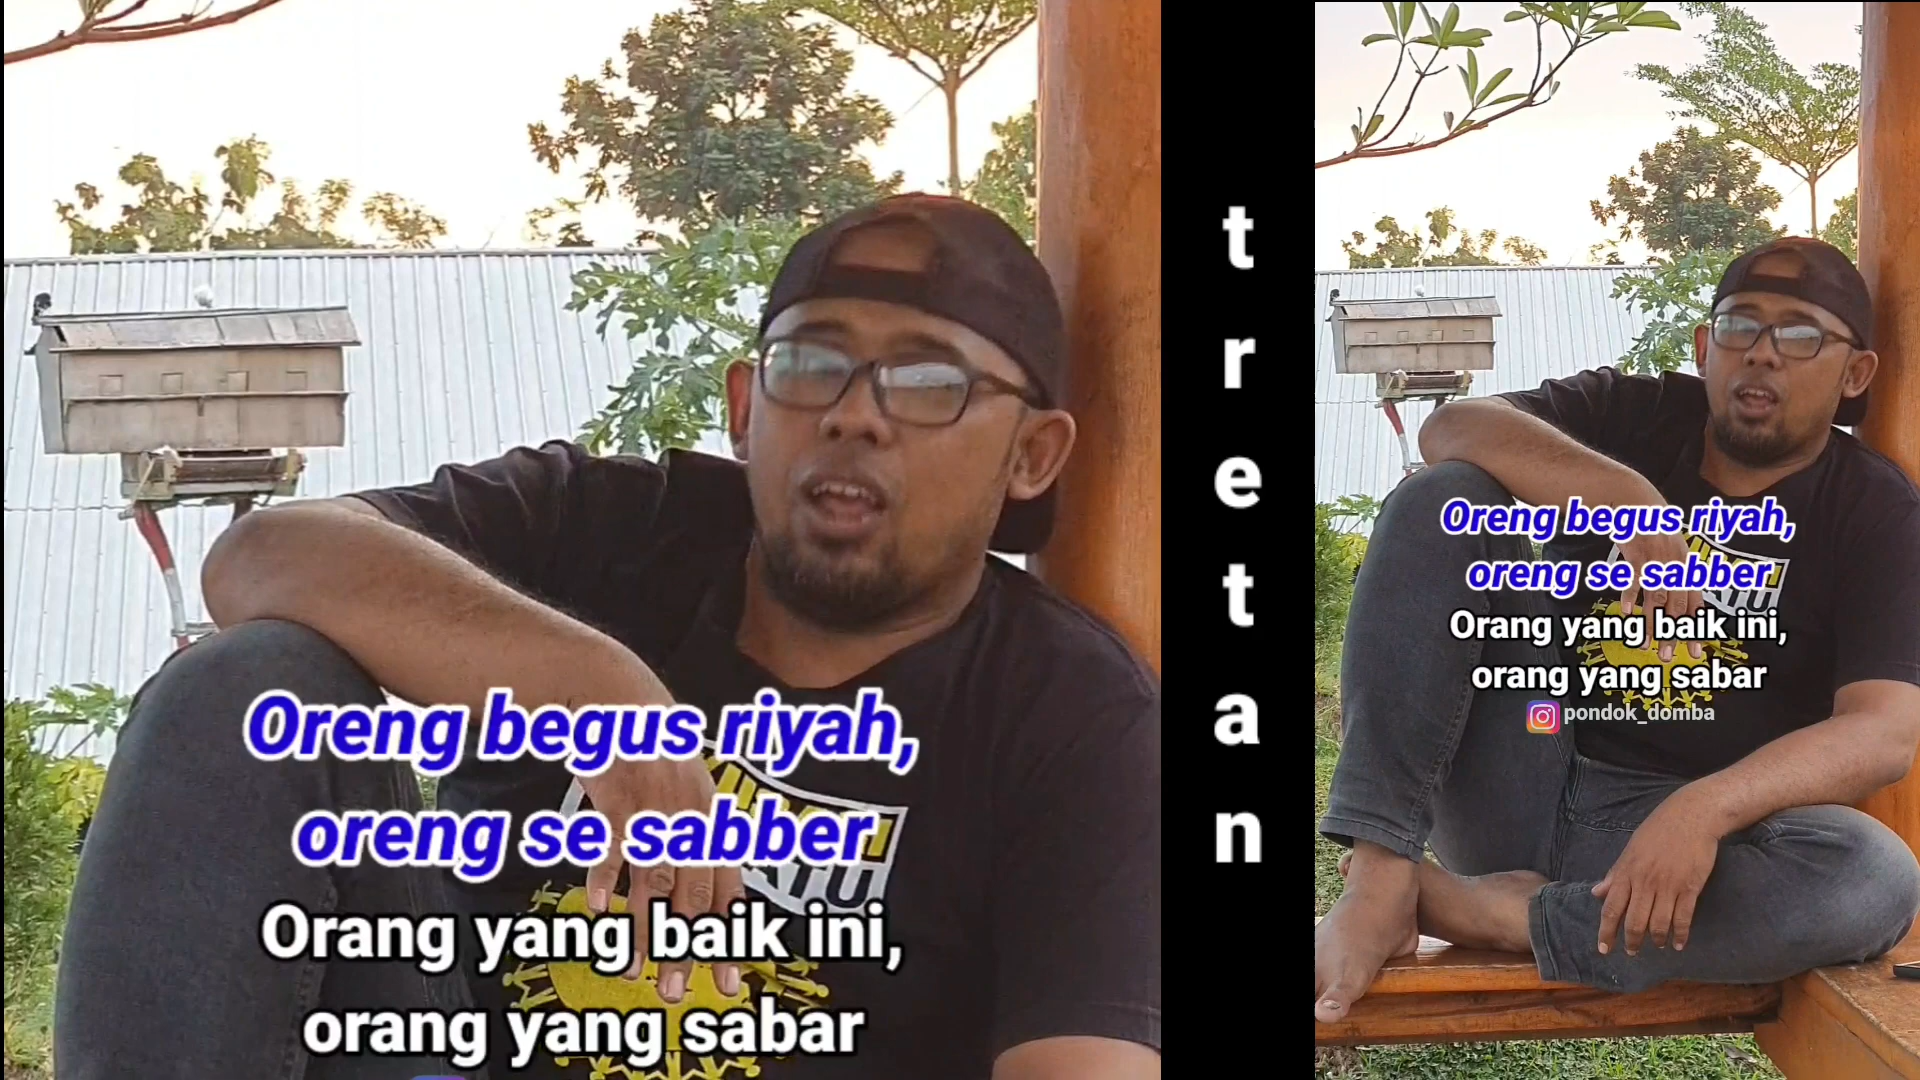 Oreng begus riyah,
oreng se sabber
Orang yang baik ini,
orang yang sabar
tretan
Oreng begus riyah,
oreng se sabber
Orang yang baik ini,
orang yang sabar
pondok_domba